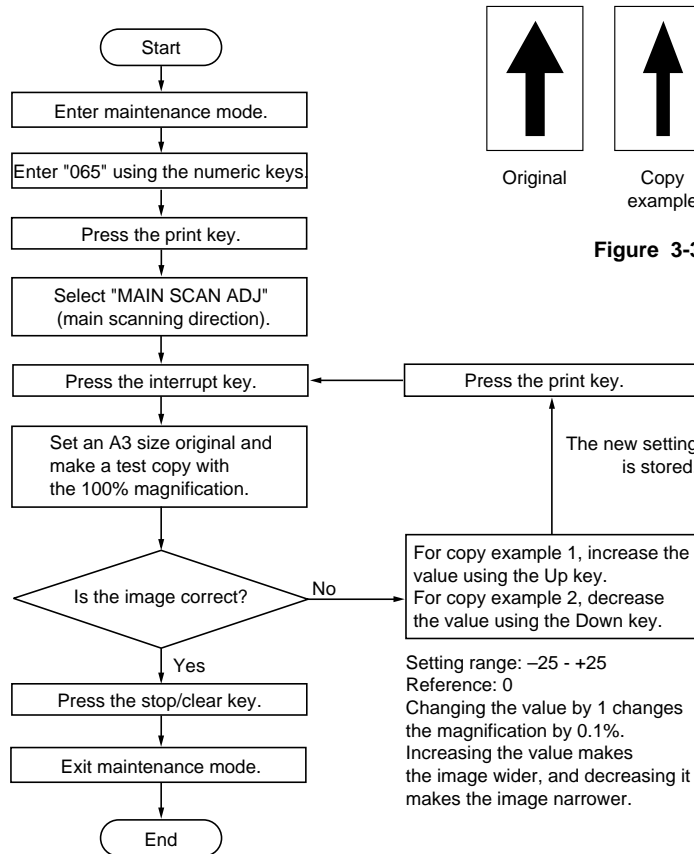 Start
Enter maintenance mode.
Enter "065" using the numeric keys.
Press the print key.
Select "MAIN SCAN ADJ"
(main scanning direction).
Press the interrupt key.
Set an A3 size original and
make a test copy with
the 100% magnification.
Is the image correct?
No
Yes
Press the stop/clear key.
Exit maintenance mode.
End
Original
Copy
example
Figure 3-3
Press the print key.
The new setting
is stored
For copy example 1, increase the
value using the Up key.
For copy example 2, decrease
the value using the Down key.
Setting range: –25 - +25
Reference: 0
Changing the value by 1 changes
the magnification by 0.1%.
Increasing the value makes
the image wider, and decreasing it
makes the image narrower.